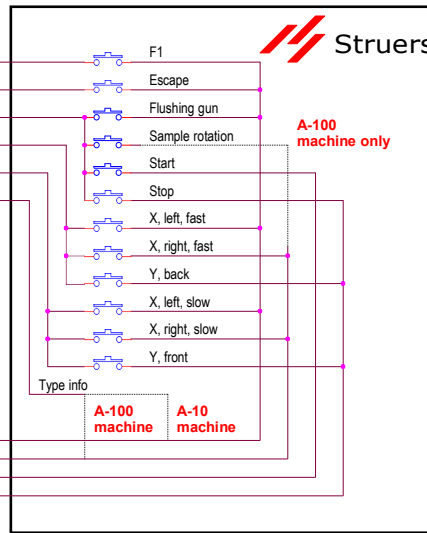 F1
Struers
Escape
Flushing gun
Sample rotation
A-100
machine only
Start
Stop
X, left, fast
X, right, fast
Y, back
X, left, slow
X, right, slow
Y, front
Type info
A-100
machine
A-10
machine